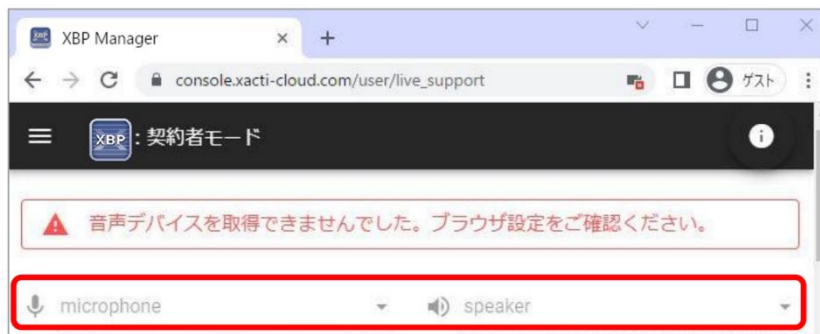 XBP Manager
console.xacti-cloud.com/user/live_support
ゲスト
XBP : 契約者モード
音声デバイスを取得できませんでした。ブラウザ設定をご確認ください。
microphone speaker